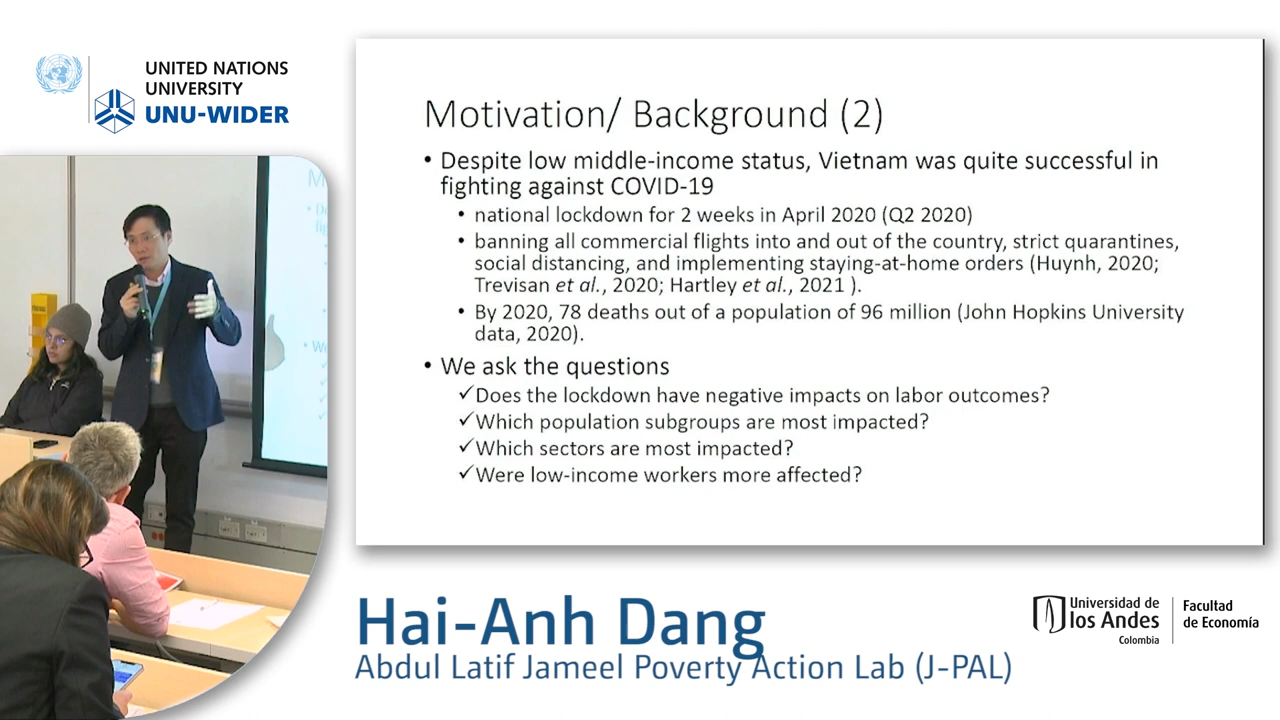 UNITED NATIONS
UNIVERSITY
UNU-WIDER
Motivation/ Background (2)
• Despite low middle-income status, Vietnam was quite successful in
fighting against COVID-19
• national lockdown for 2 weeks in April 2020 (Q2 2020)
• banning all commercial flights into and out of the country, strict quarantines,
social distancing, and implementing staying-at-home orders (Huynh, 2020;
Trevisan et al., 2020; Hartley et al., 2021 ).
• By 2020, 78 deaths out of a population of 96 million (John Hopkins University
data, 2020).
• We ask the questions
✓Does the lockdown have negative impacts on labor outcomes?
✓Which population subgroups are most impacted?
✓Which sectors are most impacted?
✓Were low-income workers more affected?
Hai-Anh Dang
Abdul Latif Jameel Poverty Action Lab (J-PAL)
Universidad de
los Andes
Colombia
Facultad
de Economía